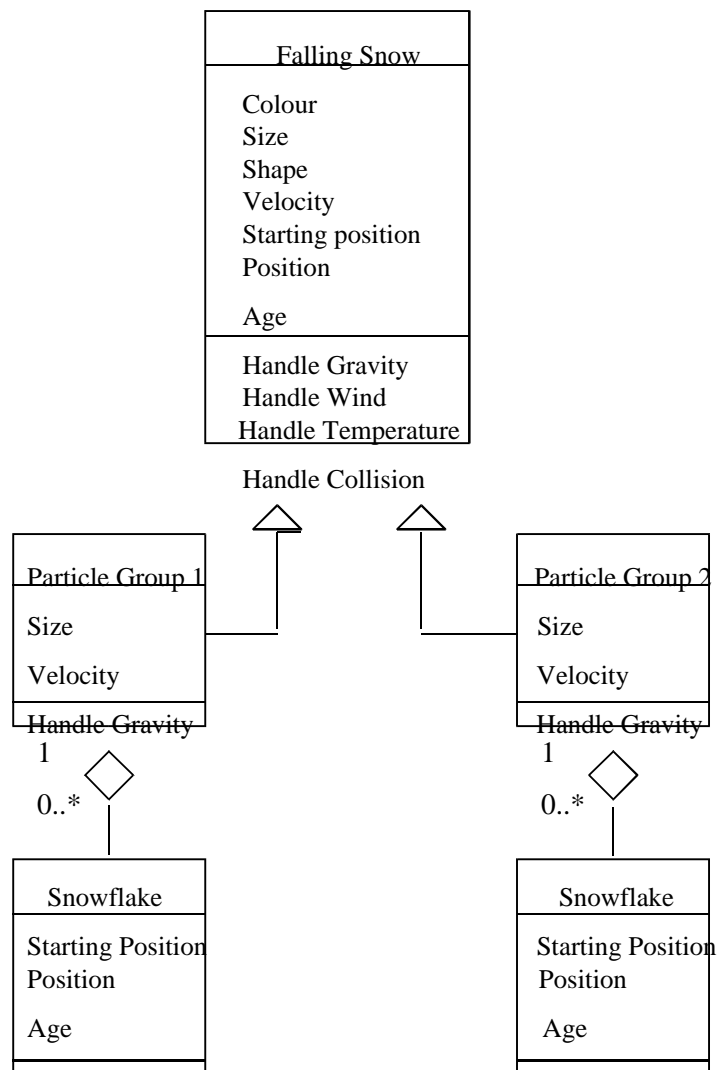 Falling Snow
Colour
Size
Shape
Velocity
Starting position
Position
Age
Handle Gravity
Handle Wind
Handle Temperature
Handle Collision
Particle Group 1
Size
Velocity
Handle Gravity
1
0..*
Snowflake
Starting Position
Position
Age
Particle Group 2
Size
Velocity
Handle Gravity
1
0..*
Snowflake
Starting Position
Position
Age